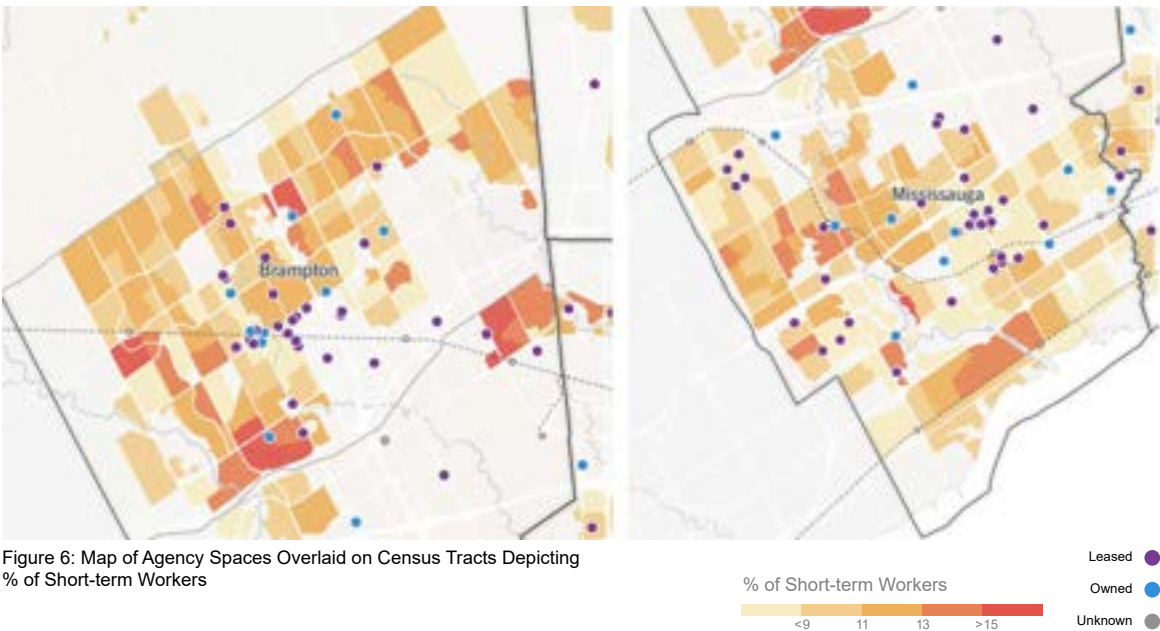 Brampton
Mississauga
Figure 6: Map of Agency Spaces Overlaid on Census Tracts Depicting
% of Short-term Workers
% of Short-term Workers
<9 11 13 >15
Leased
Owned
Unknown